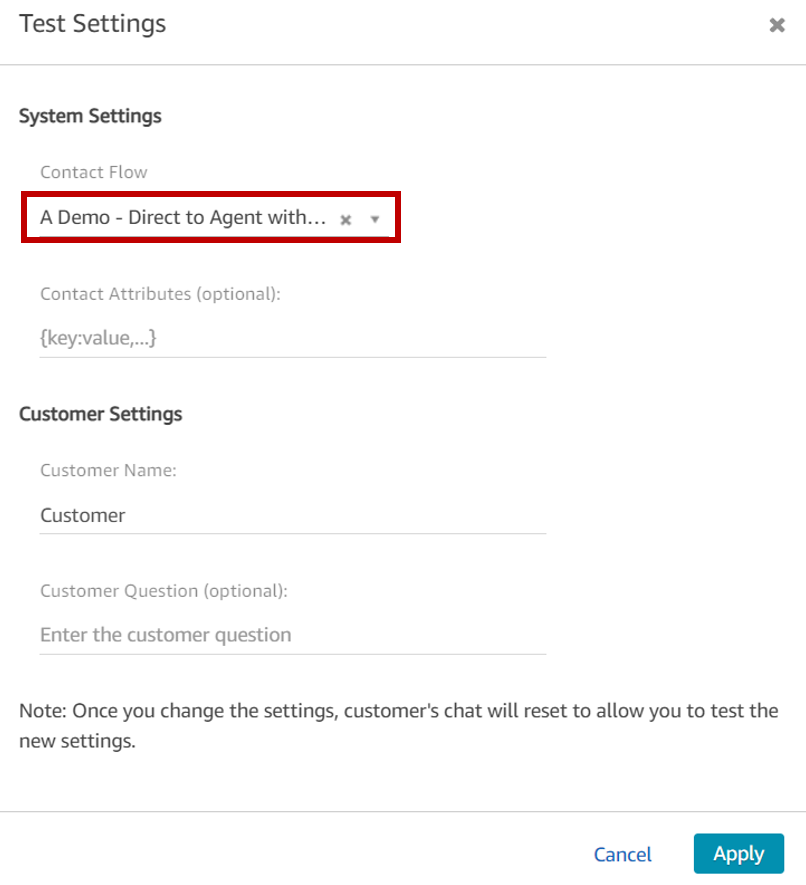 Test Settings
System Settings
Contact Flow
A Demo - Direct to Agent with...
Contact Attributes (optional):
{key:value,...}
Customer Settings
Customer Name:
Customer
Customer Question (optional):
Enter the customer question
Note: Once you change the settings, customer's chat will reset to allow you to test the
new settings.
Cancel Apply